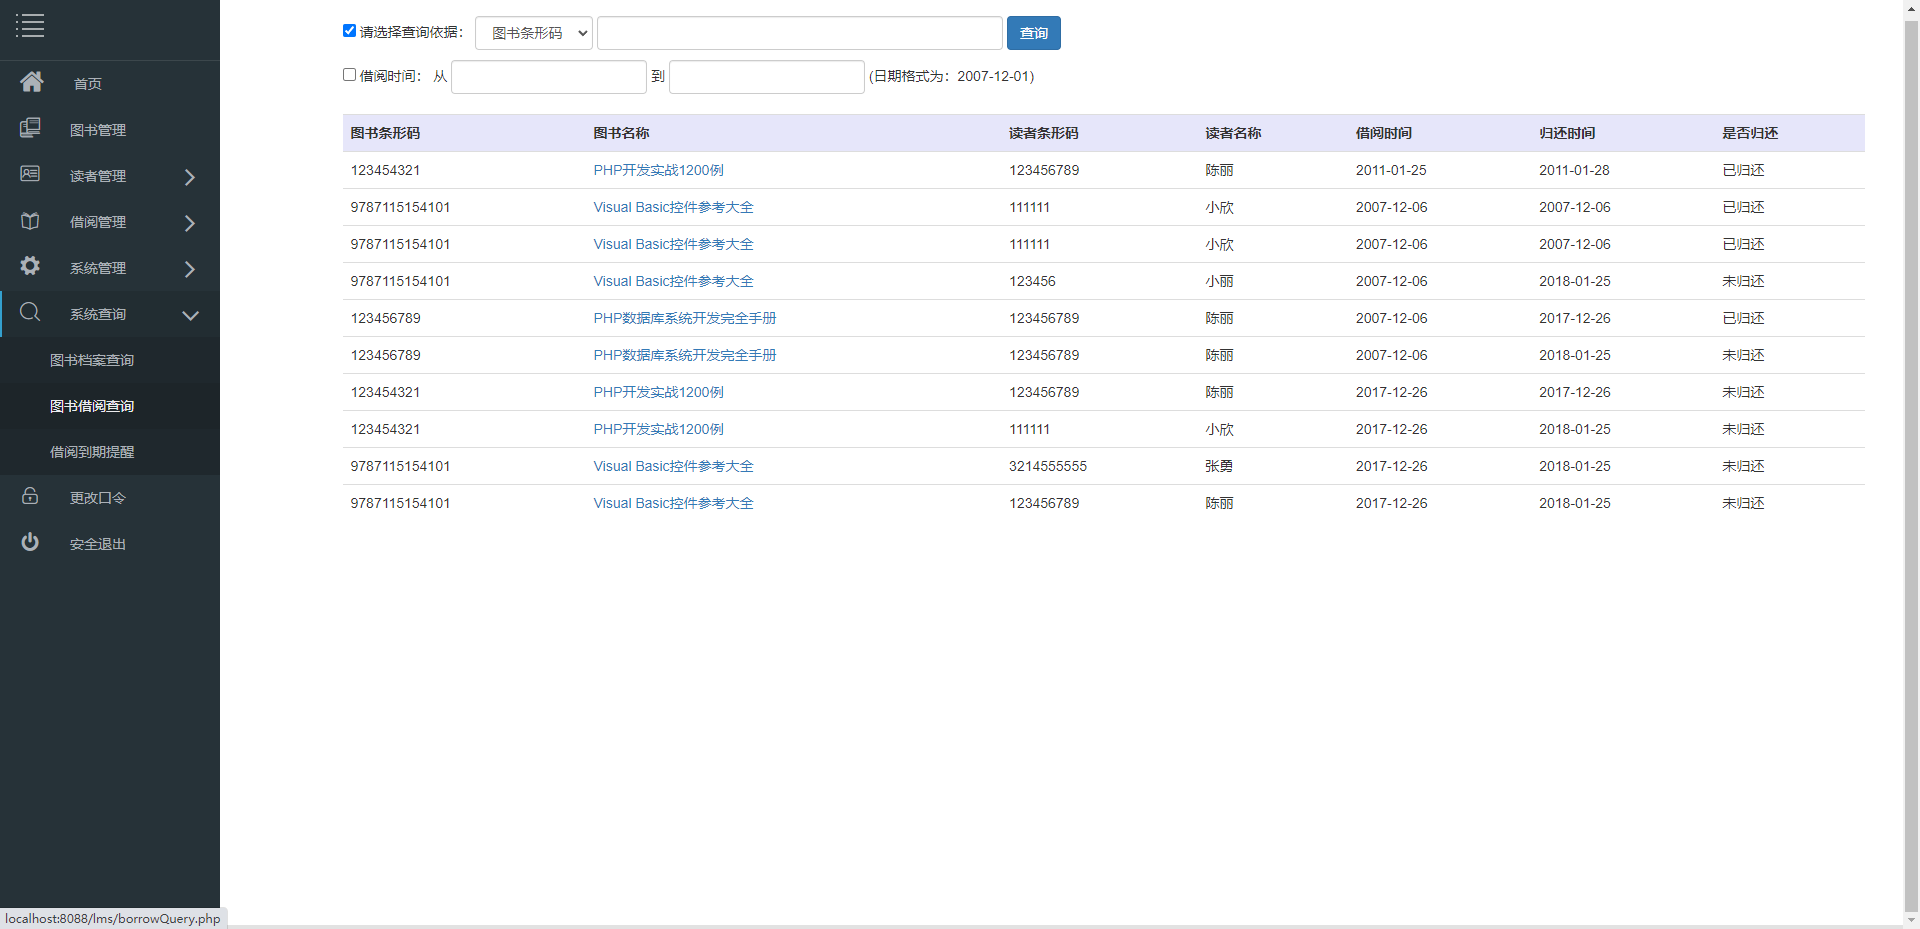 首页
图书管理
读者管理
借阅管理
系统管理
系统查询
图书档案查询
图书借阅查询
借阅到期提醒
更改口令
安全退出
请选择查询依据： 图书条形码 查询
借阅时间： 从 到 (日期格式为：2007-12-01)
图书条形码 图书名称 读者条形码 读者名称 借阅时间 归还时间 是否归还
123454321 PHP开发实战1200例 123456789 陈丽 2011-01-25 2011-01-28 已归还
9787115154101 Visual Basic控件参考大全 111111 小欣 2007-12-06 2007-12-06 已归还
9787115154101 Visual Basic控件参考大全 111111 小欣 2007-12-06 2007-12-06 已归还
9787115154101 Visual Basic控件参考大全 123456 小丽 2007-12-06 2018-01-25 未归还
123456789 PHP数据库系统开发完全手册 123456789 陈丽 2007-12-06 2017-12-26 已归还
123456789 PHP数据库系统开发完全手册 123456789 陈丽 2007-12-06 2018-01-25 未归还
123454321 PHP开发实战1200例 123456789 陈丽 2017-12-26 2017-12-26 未归还
123454321 PHP开发实战1200例 111111 小欣 2017-12-26 2018-01-25 未归还
9787115154101 Visual Basic控件参考大全 3214555555 张勇 2017-12-26 2018-01-25 未归还
9787115154101 Visual Basic控件参考大全 123456789 陈丽 2017-12-26 2018-01-25 未归还
localhost:8088/lms/borrowQuery.php